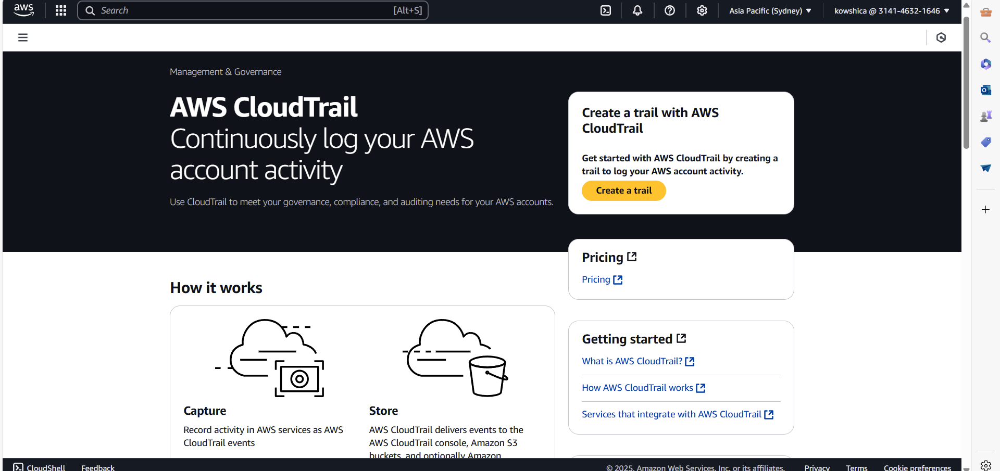 aws
Search [Alt+S]
Asia Pacific (Sydney)
kowshica @ 3141-4632-1646
Management & Governance
AWS CloudTrail
Continuously log your AWS
account activity
Use CloudTrail to meet your governance, compliance, and auditing needs for your AWS accounts.
Create a trail with AWS
CloudTrail
Get started with AWS CloudTrail by creating a
trail to log your AWS account activity.
Create a trail
Pricing
Pricing
How it works
Capture
Record activity in AWS services as AWS
CloudTrail events
Store
AWS CloudTrail delivers events to the
AWS CloudTrail console, Amazon S3
buckets, and optionally Amazon
Getting started
What is AWS CloudTrail?
How AWS CloudTrail works
Services that integrate with AWS CloudTrail
CloudShell
Feedback
© 2025, Amazon Web Services, Inc. or its affiliates.
Privacy
Terms
Cookie preferences